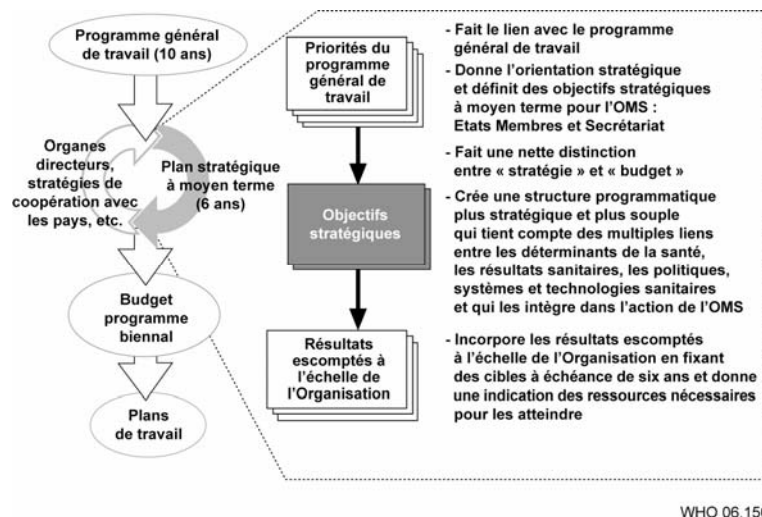 Programme général
de travail (10 ans)
Organes
directeurs,
stratégies de
coopération avec
les pays, etc.
Plan stratégique
à moyen terme
(6 ans)
Budget
programme
biennal
Plans
de travail
Priorités du
programme
général de
travail
Objectifs
stratégiques
Résultats
escomptés à
l'échelle de
l'Organisation
- Fait le lien avec le programme
général de travail
- Donne l'orientation stratégique
et définit des objectifs stratégiques
à moyen terme pour l'OMS :
Etats Membres et Secrétariat
- Fait une nette distinction
entre « stratégie » et « budget »
- Crée une structure programmatique
plus stratégique et plus souple
qui tient compte des multiples liens
entre les déterminants de la santé,
les résultats sanitaires, les politiques,
systèmes et technologies sanitaires
et qui les intègre dans l'action de l'OMS
- Incorpore les résultats escomptés
à l'échelle de l'Organisation en fixant
des cibles à échéance de six ans et donne
une indication des ressources nécessaires
pour les atteindre
WHO 06.150